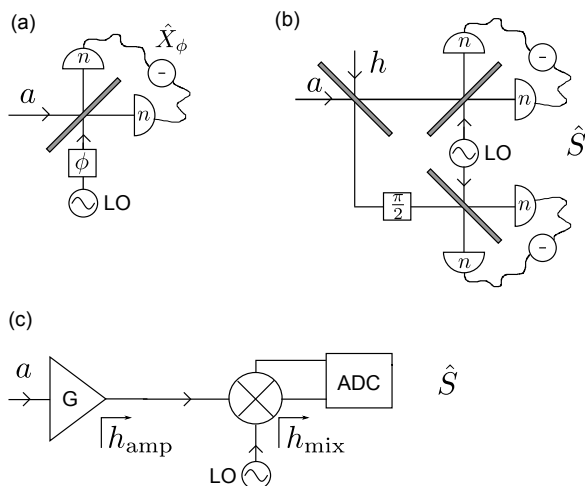 (a)
X̂_ϕ
n
-
a
n
ϕ
LO
(b)
h
a
n
-
n
Ŝ
LO
π/2
n
n
-
(c)
a
G
h_amp
LO
h_mix
ADC
Ŝ